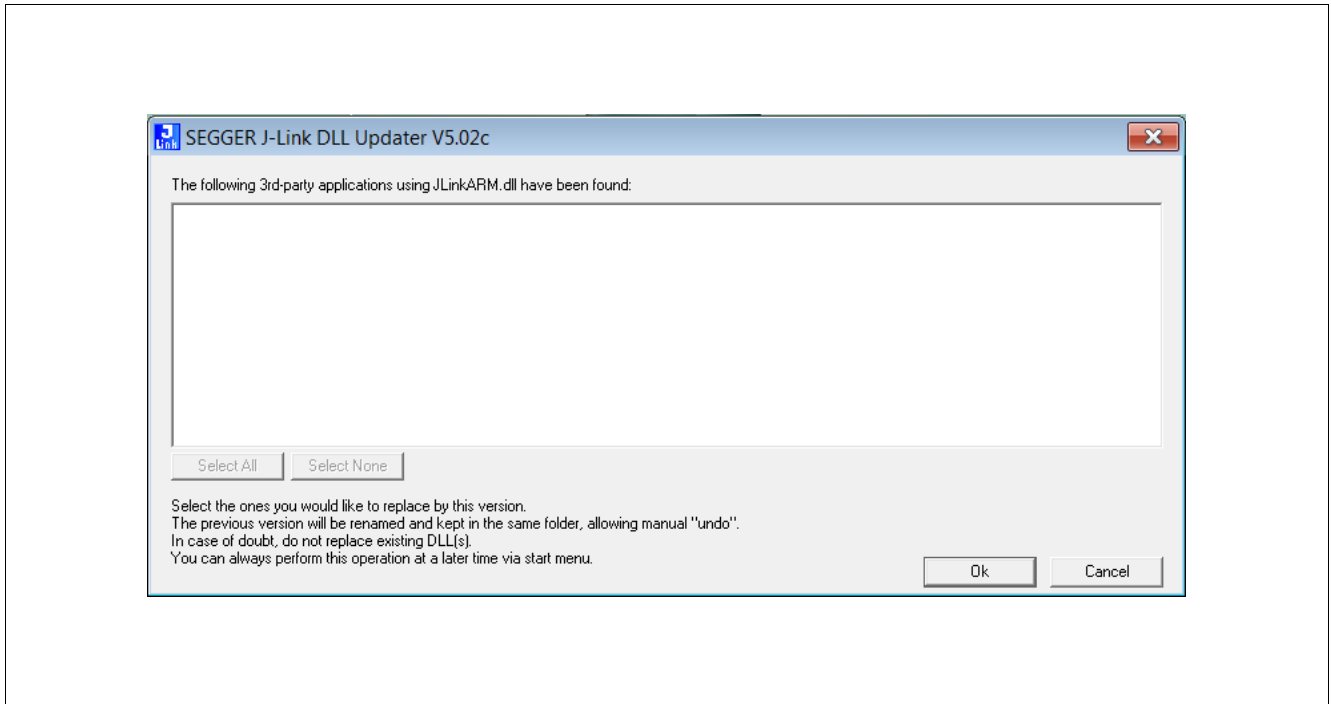 J Link
SEGGER J-Link DLL Updater V5.02c
The following 3rd-party applications using JLinkARM.dll have been found:
Select All
Select None
Select the ones you would like to replace by this version.
The previous version will be renamed and kept in the same folder, allowing manual "undo".
In case of doubt, do not replace existing DLL(s).
You can always perform this operation at a later time via start menu.
Ok
Cancel